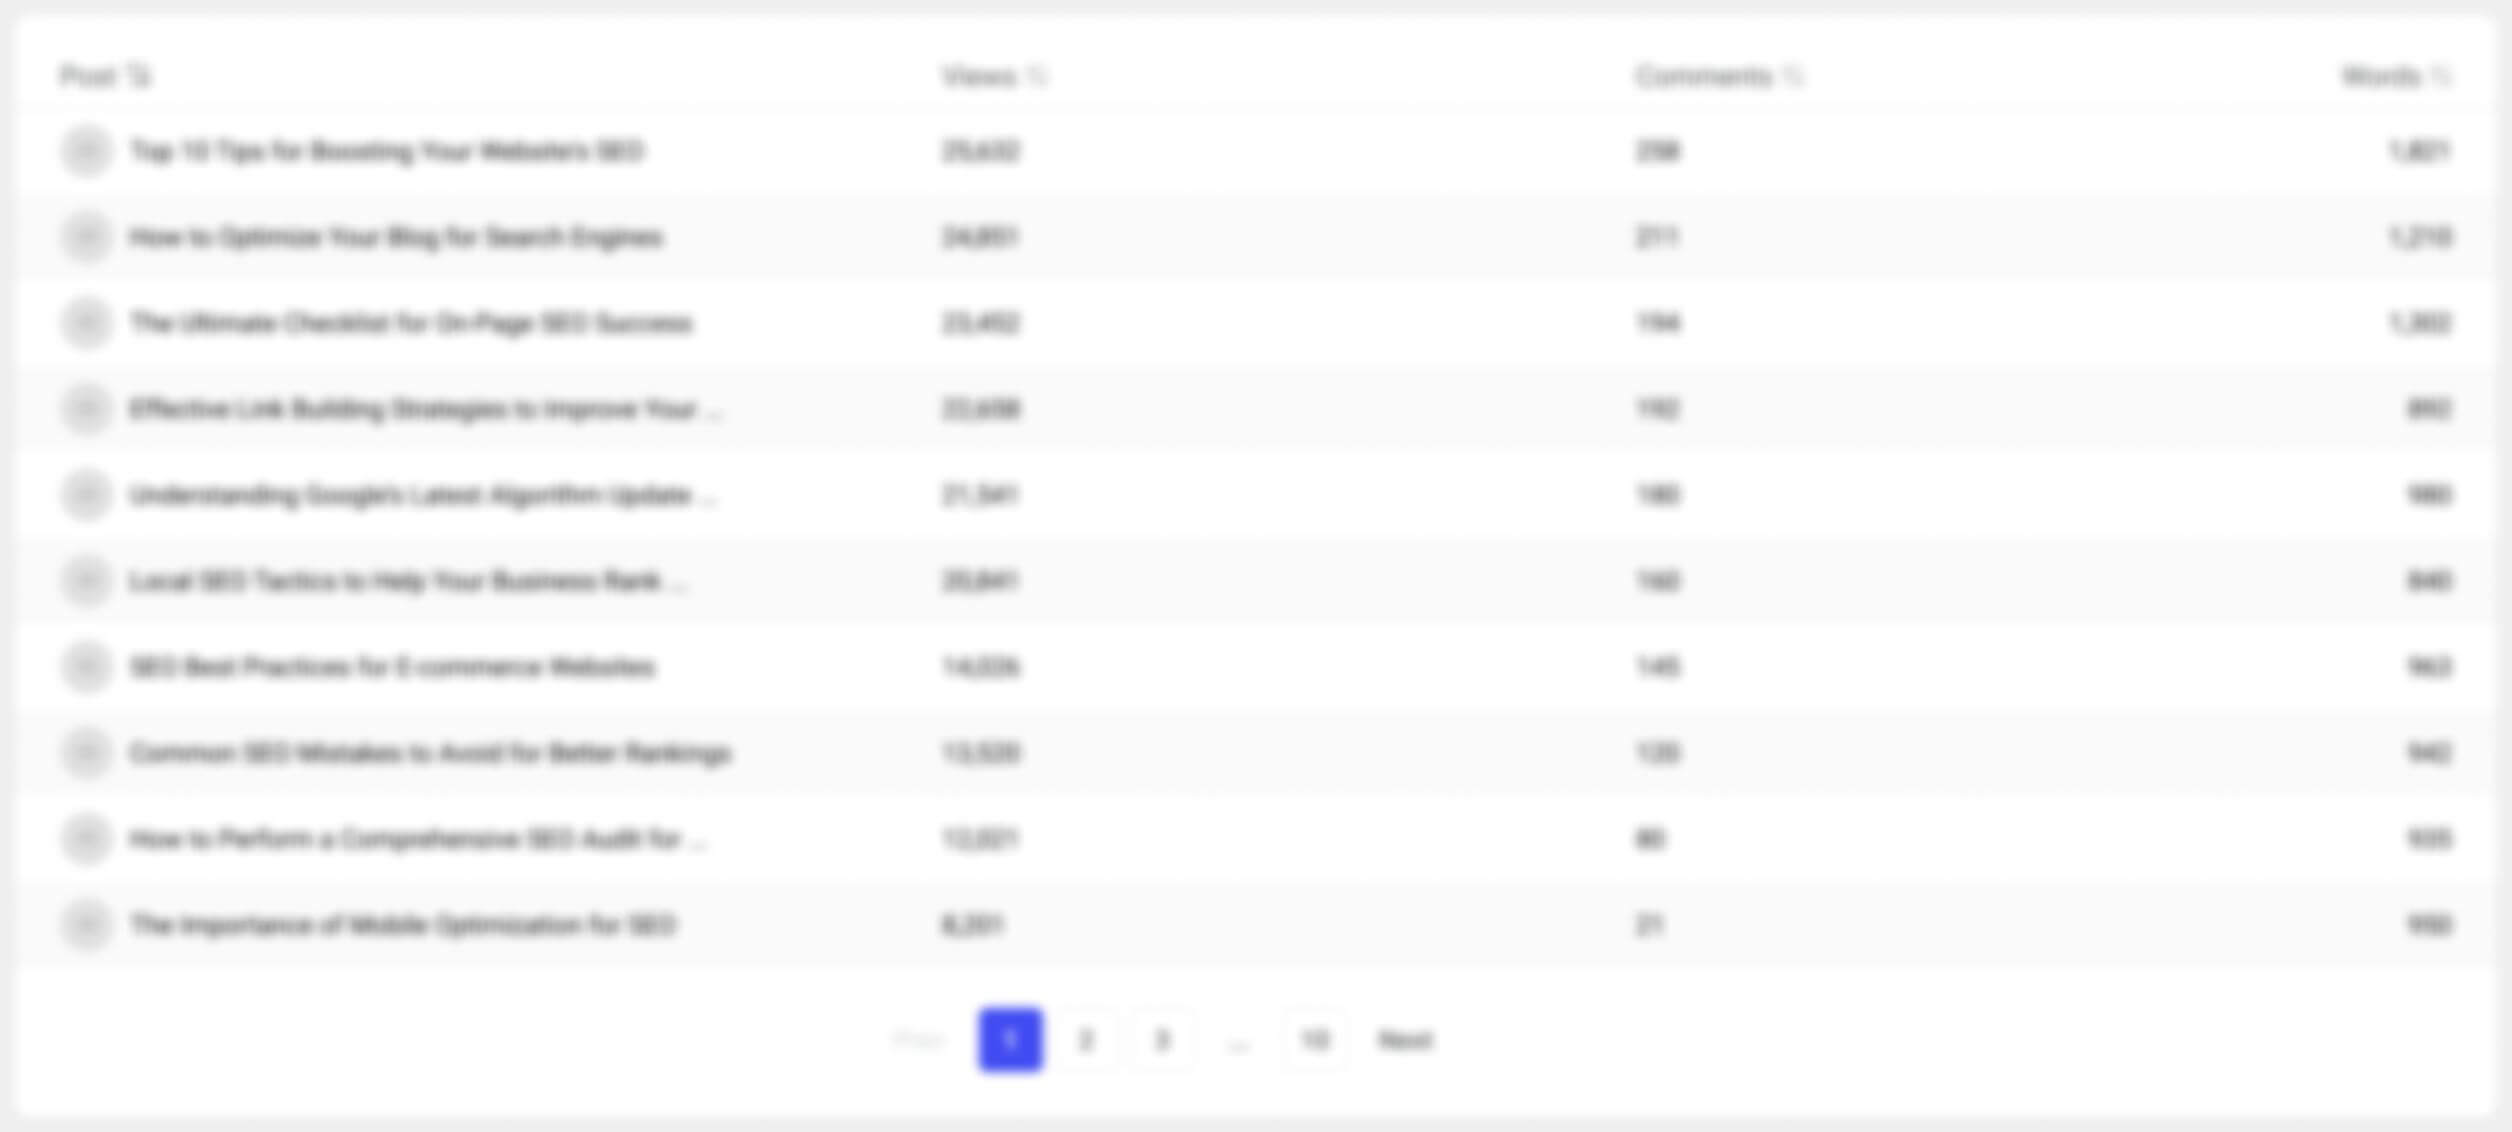 Post Views Comments Words
Top 10 Tips for Boosting Your Website's SEO 25,632 258 1,821
How to Optimize Your Blog for Search Engines 24,851 211 1,210
The Ultimate Checklist for On-Page SEO Success 23,452 194 1,302
Effective Link Building Strategies to Improve Your ... 22,658 192 892
Understanding Google's Latest Algorithm Update ... 21,541 180 980
Local SEO Tactics to Help Your Business Rank ... 20,841 160 840
SEO Best Practices for E-commerce Websites 145 963
Common SEO Mistakes to Avoid for Better Rankings 13,520 120 942
How to Perform a Comprehensive SEO Audit for ... 12,021 80
The Importance of Mobile Optimization for SEO 8,201 21 950
Prev 1 2 3 ... 10 Next